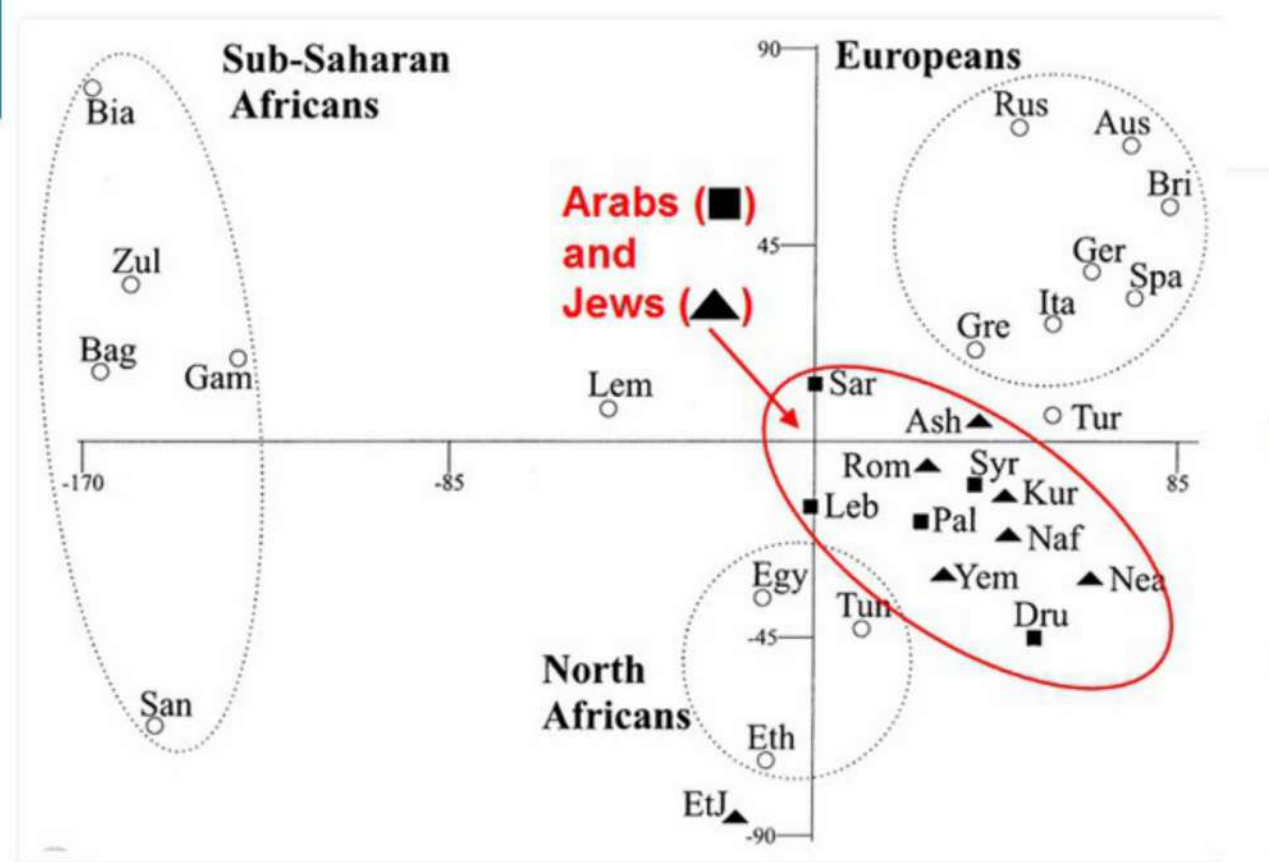 Sub-Saharan
Africans
90
Europeans
Bia
Rus
Aus
Bri
Arabs (■)
and
Jews (▲)
45
Zul
Ger
Spa
Ita
Gre
Bag
Gam
Lem
Sar
Ash
Tur
-170
-85
85
Rom
Syr
Kur
Leb
Pal
Naf
Yem
Nea
Egy
Tun
Dru
-45
North
Africans
San
Eth
EtJ
-90